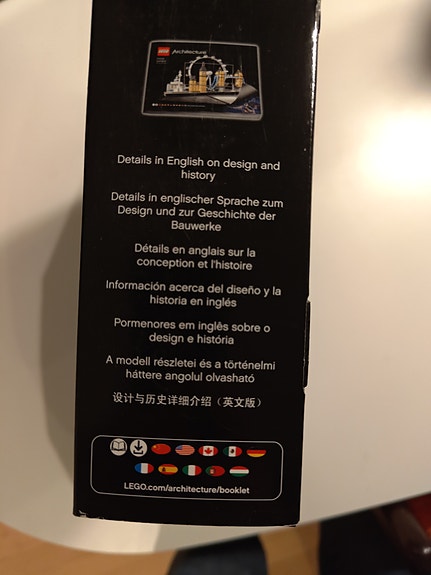 LEGO Architecture
Details in English on design and
history
Details in englischer Sprache zum
Design und zur Geschichte der
Bauwerke
Détails en anglais sur la
conception et l'histoire
Información acerca del diseño y la
historia en inglés
Pormenores em inglês sobre o
design e história
A modell részletei és a történelmi
háttere angolul olvasható
设计与历史详细介绍（英文版）
LEGO.com/architecture/booklet